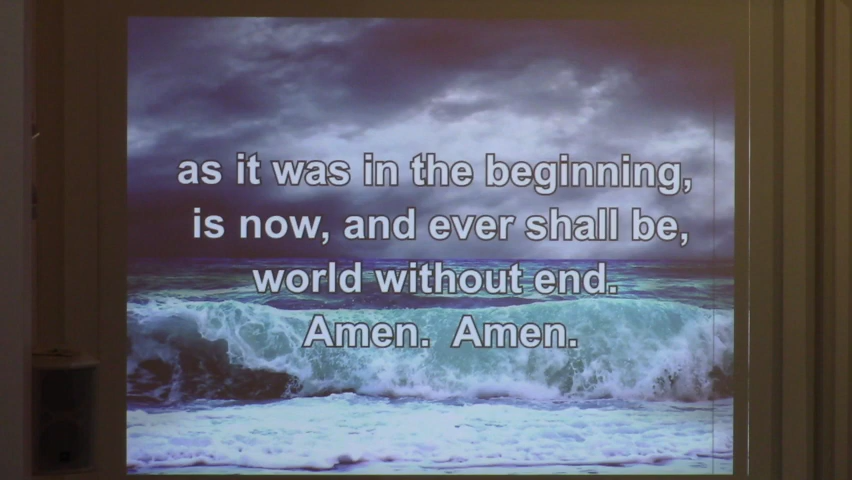 as it was in the beginning,
is now, and ever shall be,
world without end.
Amen.  Amen.